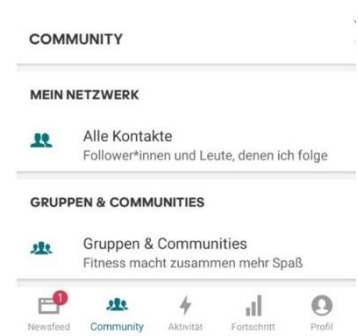 COMMUNITY
MEIN NETZWERK
Alle Kontakte
Follower*innen und Leute, denen ich folge
GRUPPEN & COMMUNITIES
Gruppen & Communities
Fitness macht zusammen mehr Spaß
1
Newsfeed Community Aktivität Fortschritt Profil